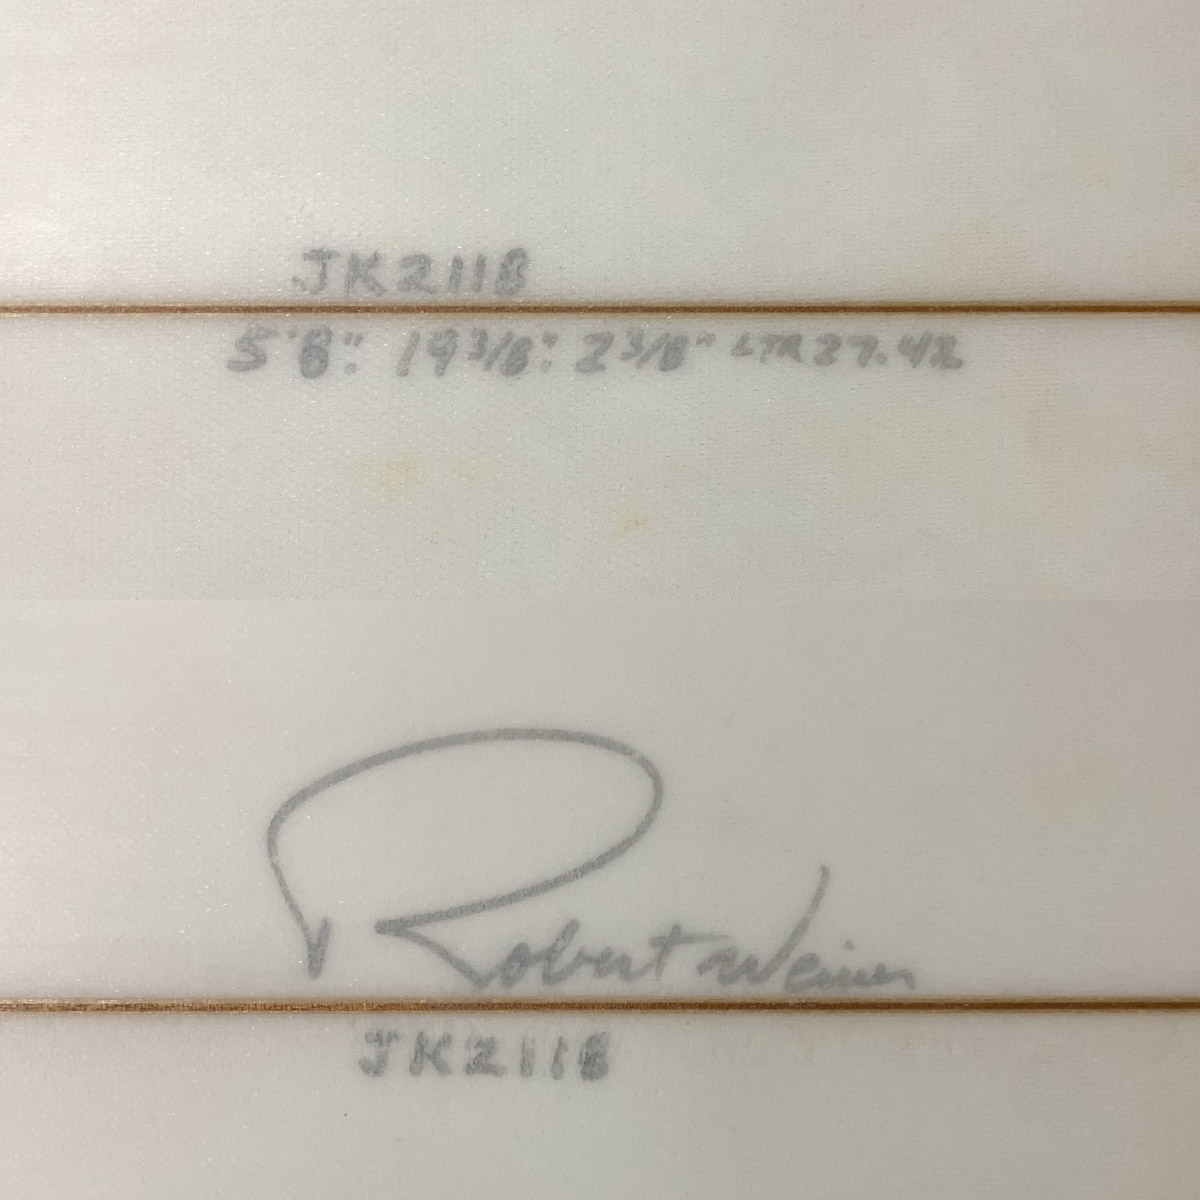 JK2118
5'8": 19 3/8": 2 3/8" LTR 27.42
Robert Weiner
JK2118